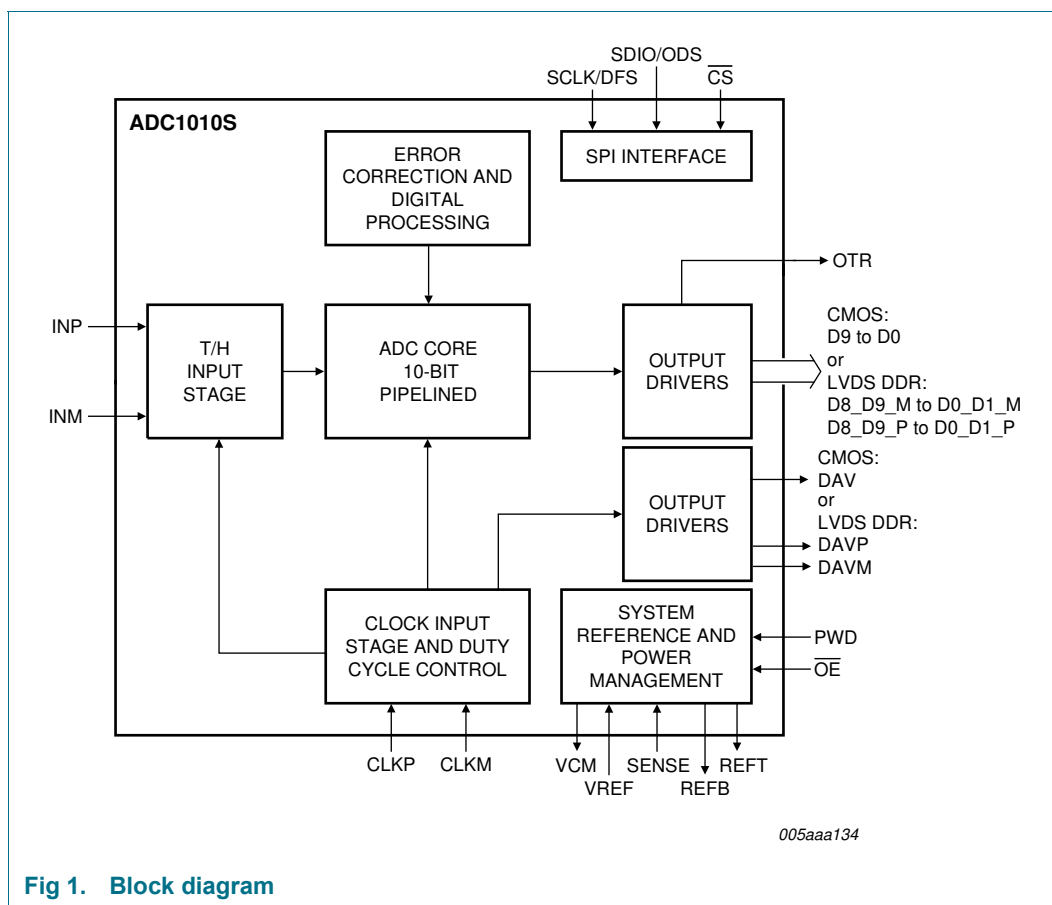 SDIO/ODS
SCLK/DFS
C̅S̅
ADC1010S
ERROR
CORRECTION AND
DIGITAL
PROCESSING
SPI INTERFACE
OTR
INP
INM
T/H
INPUT
STAGE
ADC CORE
10-BIT
PIPELINED
OUTPUT
DRIVERS
CMOS:
D9 to D0
or
LVDS DDR:
D8_D9_M to D0_D1_M
D8_D9_P to D0_D1_P
OUTPUT
DRIVERS
CMOS:
DAV
or
LVDS DDR:
DAVP
DAVM
CLOCK INPUT
STAGE AND DUTY
CYCLE CONTROL
SYSTEM
REFERENCE AND
POWER
MANAGEMENT
PWD
O̅E̅
CLKP
CLKM
VCM
VREF
SENSE
REFB
REFT
005aaa134
Fig 1. Block diagram